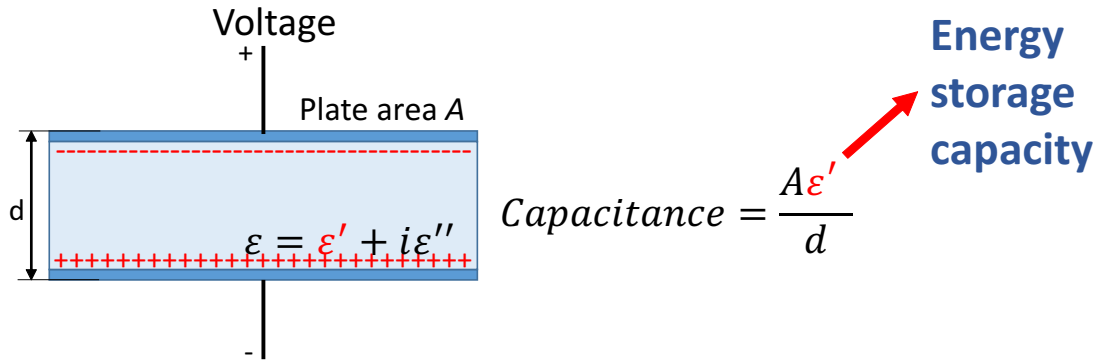 Voltage
+
Plate area A
--------------------------------
d
ε = ε′ + iε′′
+++++++++++++++++++++++
-
Capacitance = Aε′/d
Energy
storage
capacity